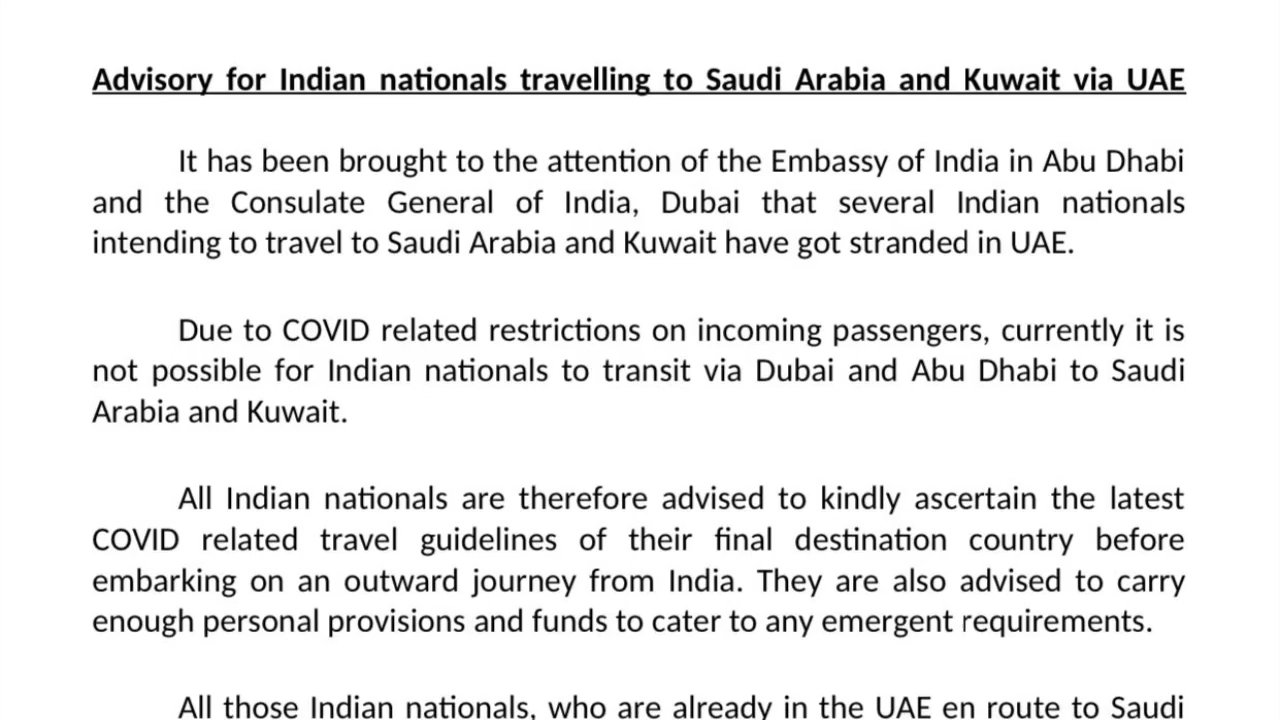 Advisory for Indian nationals travelling to Saudi Arabia and Kuwait via UAE
It has been brought to the attention of the Embassy of India in Abu Dhabi
and the Consulate General of India, Dubai that several Indian nationals
intending to travel to Saudi Arabia and Kuwait have got stranded in UAE.
Due to COVID related restrictions on incoming passengers, currently it is
not possible for Indian nationals to transit via Dubai and Abu Dhabi to Saudi
Arabia and Kuwait.
All Indian nationals are therefore advised to kindly ascertain the latest
COVID related travel guidelines of their final destination country before
embarking on an outward journey from India. They are also advised to carry
enough personal provisions and funds to cater to any emergent requirements.
All those Indian nationals, who are already in the UAE en route to Saudi